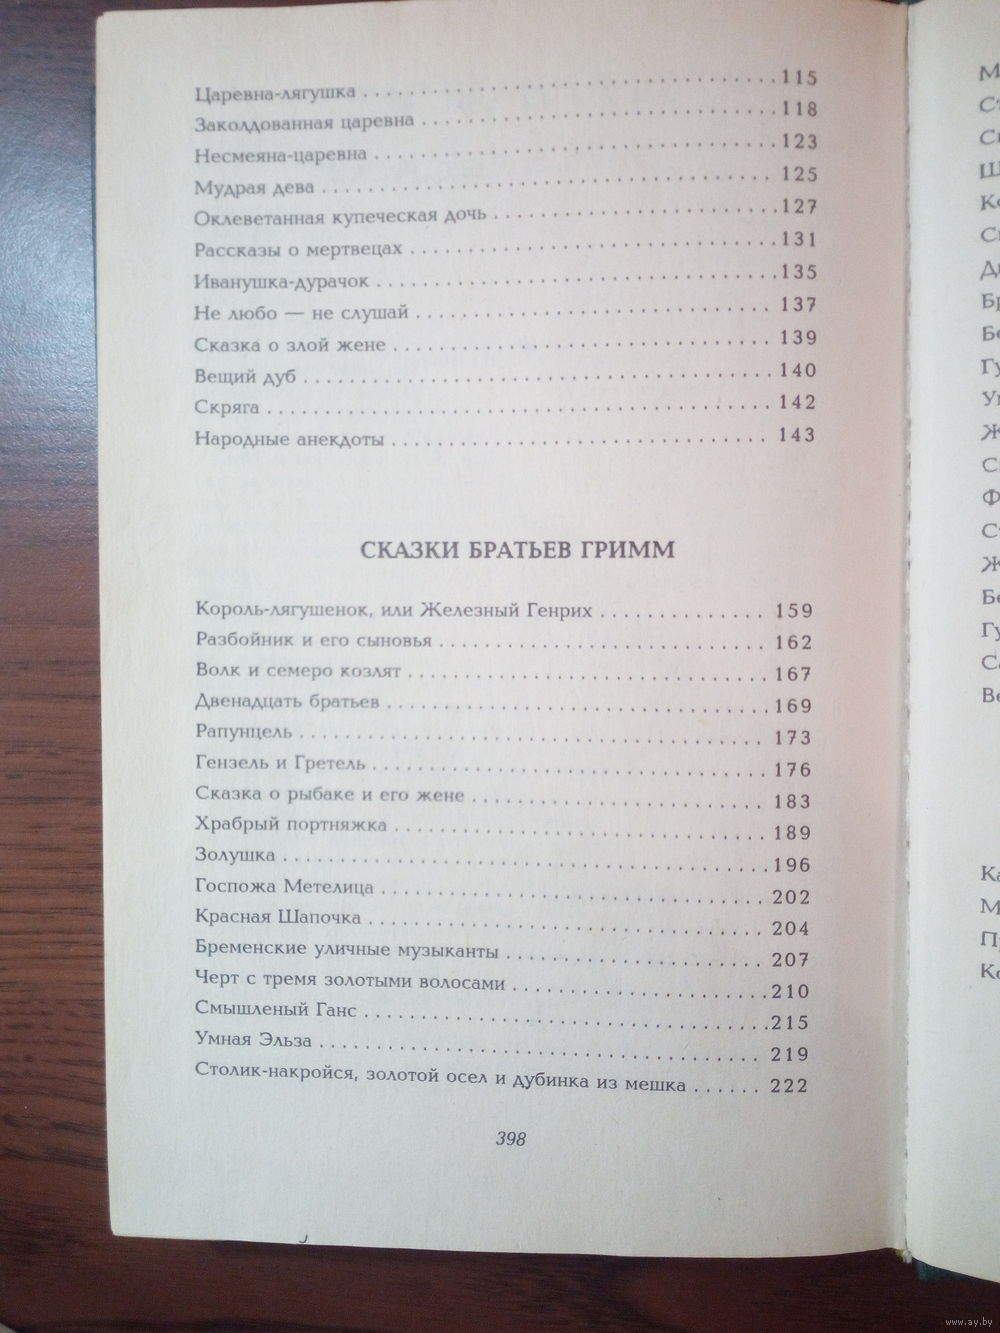 Царевна-лягушка . . . . . . . . . . . . . . . . . . . . . . . . . . . 115
Заколдованная царевна . . . . . . . . . . . . . . . . . . . . . . . 118
Несмеяна-царевна . . . . . . . . . . . . . . . . . . . . . . . . . . 123
Мудрая дева . . . . . . . . . . . . . . . . . . . . . . . . . . . . . 125
Оклеветанная купеческая дочь . . . . . . . . . . . . . . . . . . . 127
Рассказы о мертвецах . . . . . . . . . . . . . . . . . . . . . . . . 131
Иванушка-дурачок . . . . . . . . . . . . . . . . . . . . . . . . . . 135
Не любо — не слушай . . . . . . . . . . . . . . . . . . . . . . . . 137
Сказка о злой жене . . . . . . . . . . . . . . . . . . . . . . . . . 139
Вещий дуб . . . . . . . . . . . . . . . . . . . . . . . . . . . . . . 140
Скряга . . . . . . . . . . . . . . . . . . . . . . . . . . . . . . . . 142
Народные анекдоты . . . . . . . . . . . . . . . . . . . . . . . . . 143
СКАЗКИ БРАТЬЕВ ГРИММ
Король-лягушенок, или Железный Генрих . . . . . . . . . . . 159
Разбойник и его сыновья . . . . . . . . . . . . . . . . . . . . . . 162
Волк и семеро козлят . . . . . . . . . . . . . . . . . . . . . . . . 167
Двенадцать братьев . . . . . . . . . . . . . . . . . . . . . . . . . 169
Рапунцель . . . . . . . . . . . . . . . . . . . . . . . . . . . . . . 173
Гензель и Гретель . . . . . . . . . . . . . . . . . . . . . . . . . . 176
Сказка о рыбаке и его жене . . . . . . . . . . . . . . . . . . . . 183
Храбрый портняжка . . . . . . . . . . . . . . . . . . . . . . . . . 189
Золушка . . . . . . . . . . . . . . . . . . . . . . . . . . . . . . . 196
Госпожа Метелица . . . . . . . . . . . . . . . . . . . . . . . . . 202
Красная Шапочка . . . . . . . . . . . . . . . . . . . . . . . . . . 204
Бременские уличные музыканты . . . . . . . . . . . . . . . . . 207
Черт с тремя золотыми волосами . . . . . . . . . . . . . . . . . 210
Смышленый Ганс . . . . . . . . . . . . . . . . . . . . . . . . . . 215
Умная Эльза . . . . . . . . . . . . . . . . . . . . . . . . . . . . . 219
Столик-накройся, золотой осел и дубинка из мешка . . . . . . 222
398
www.ay.by